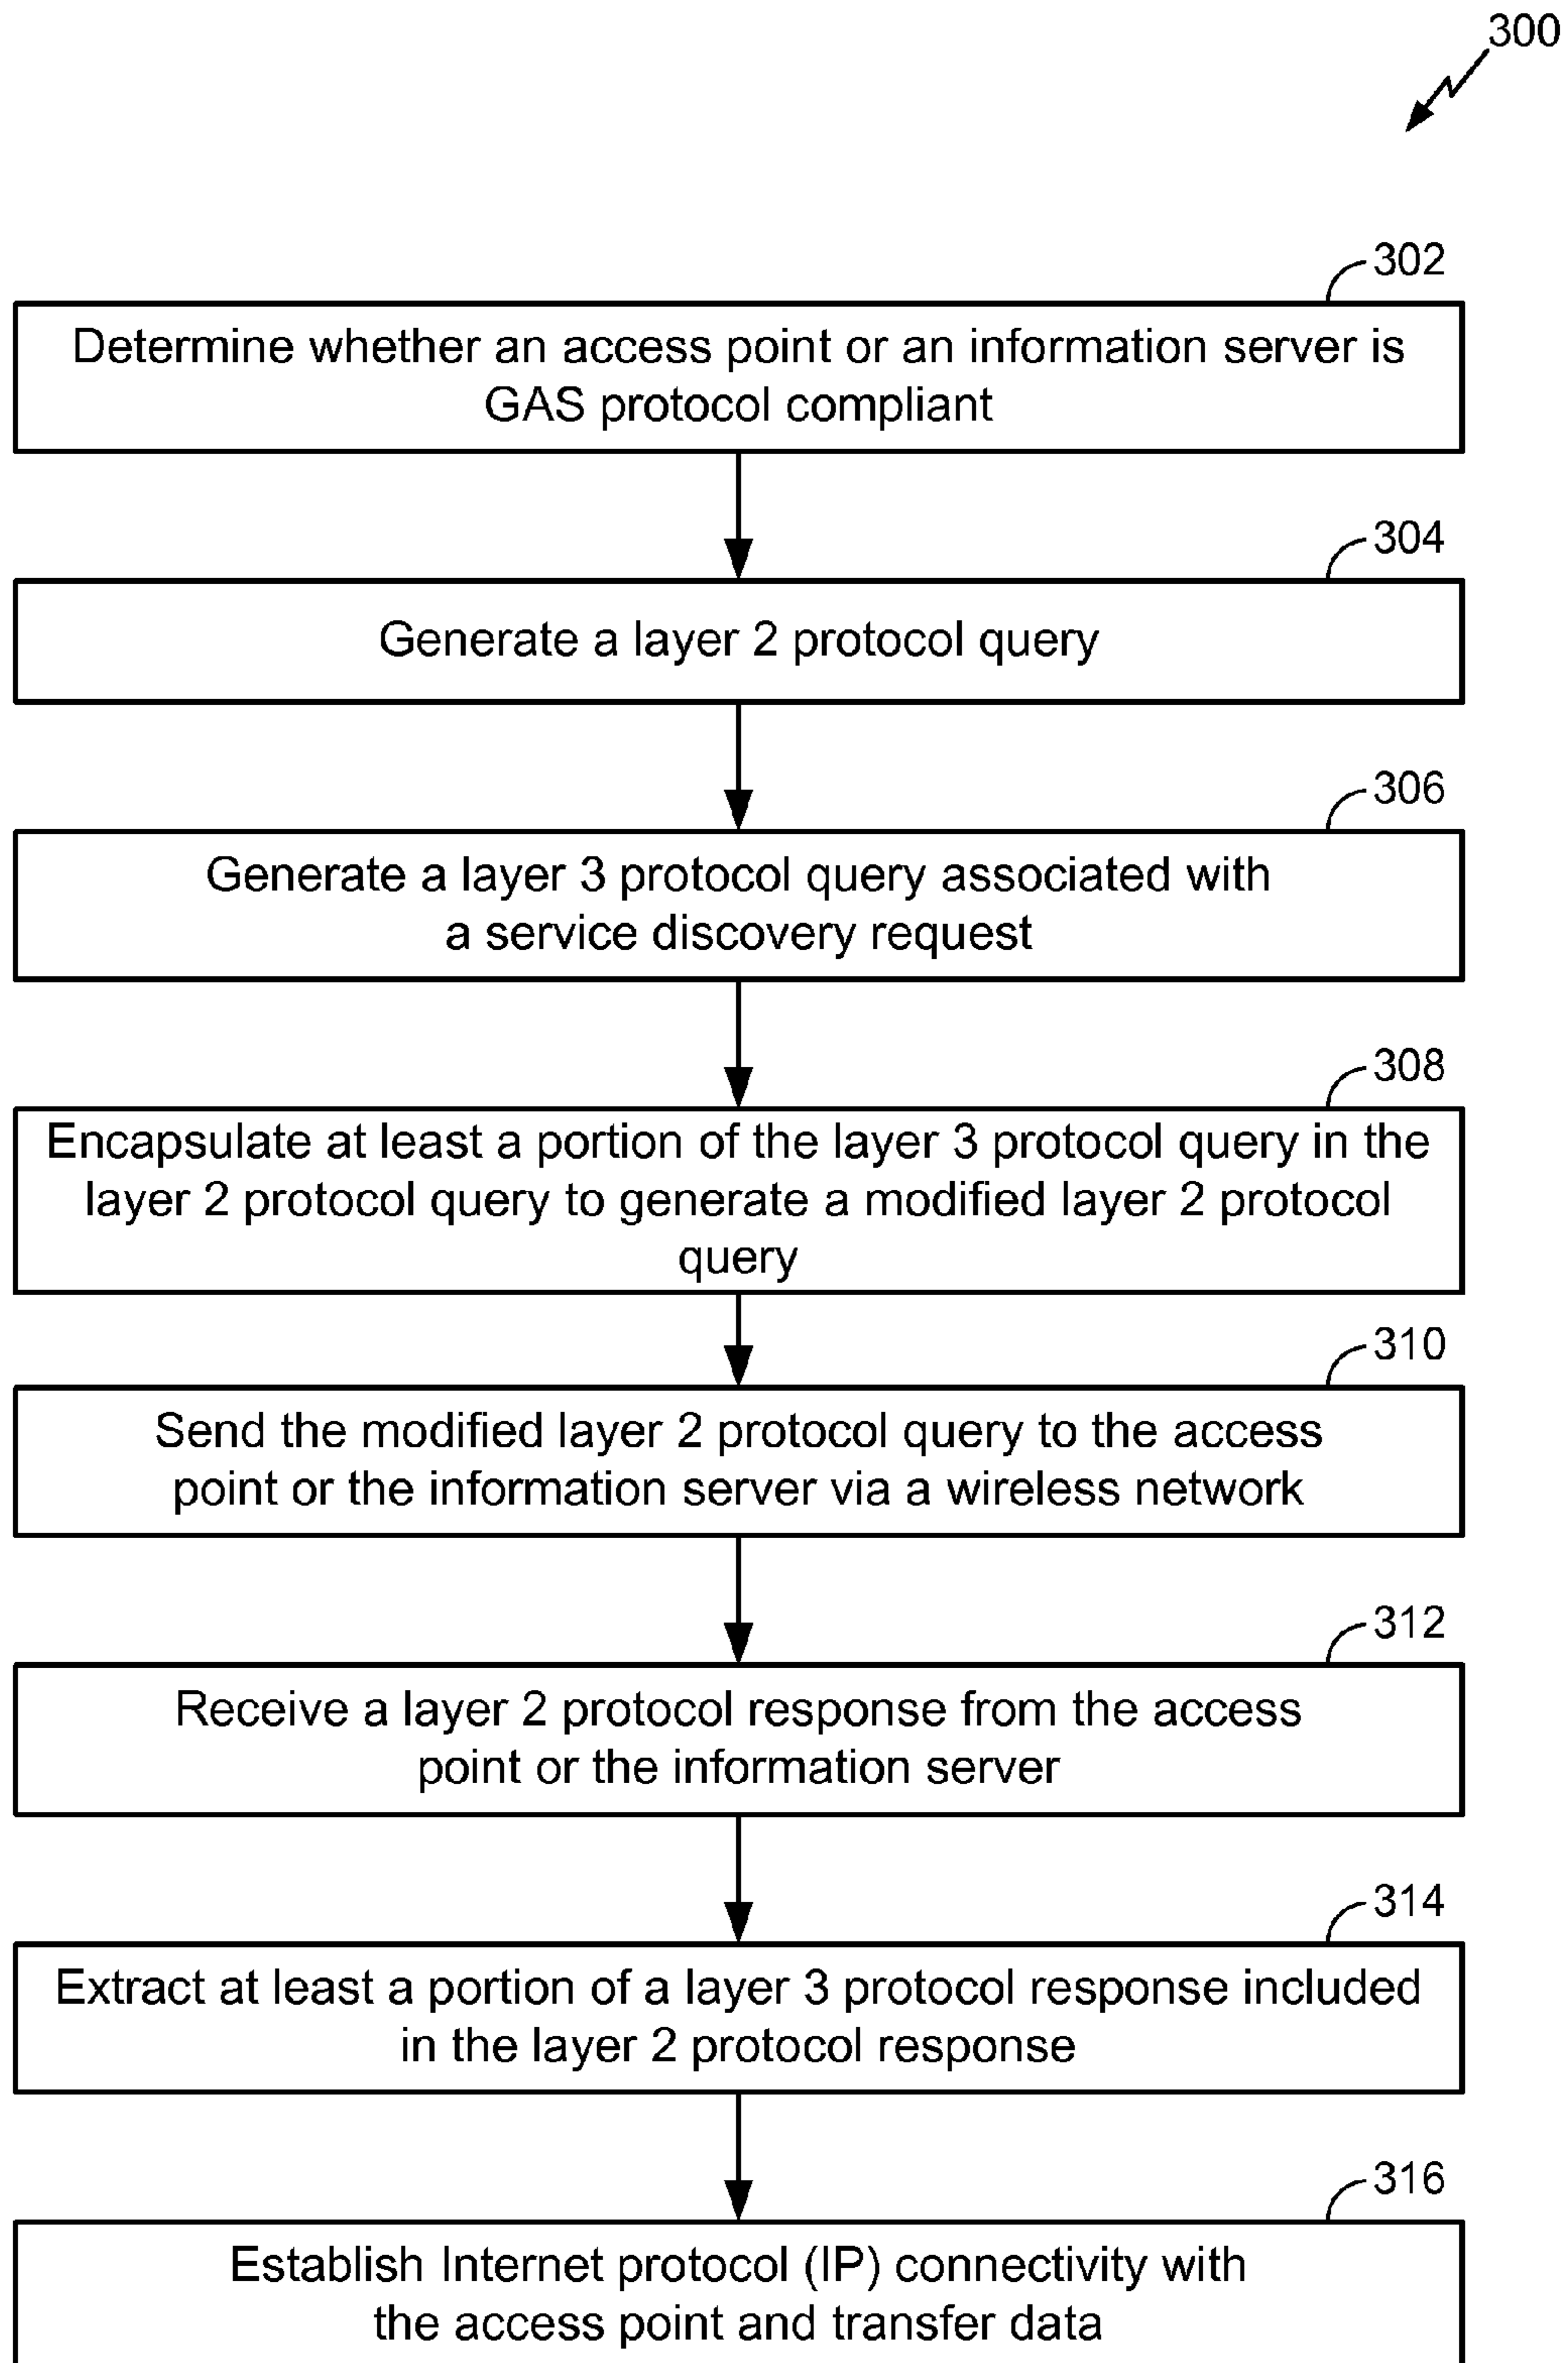 300
302
Determine whether an access point or an information server is
GAS protocol compliant
304
Generate a layer 2 protocol query
306
Generate a layer 3 protocol query associated with
a service discovery request
308
Encapsulate at least a portion of the layer 3 protocol query in the
layer 2 protocol query to generate a modified layer 2 protocol
query
310
Send the modified layer 2 protocol query to the access
point or the information server via a wireless network
312
Receive a layer 2 protocol response from the access
point or the information server
314
Extract at least a portion of a layer 3 protocol response included
in the layer 2 protocol response
316
Establish Internet protocol (IP) connectivity with
the access point and transfer data